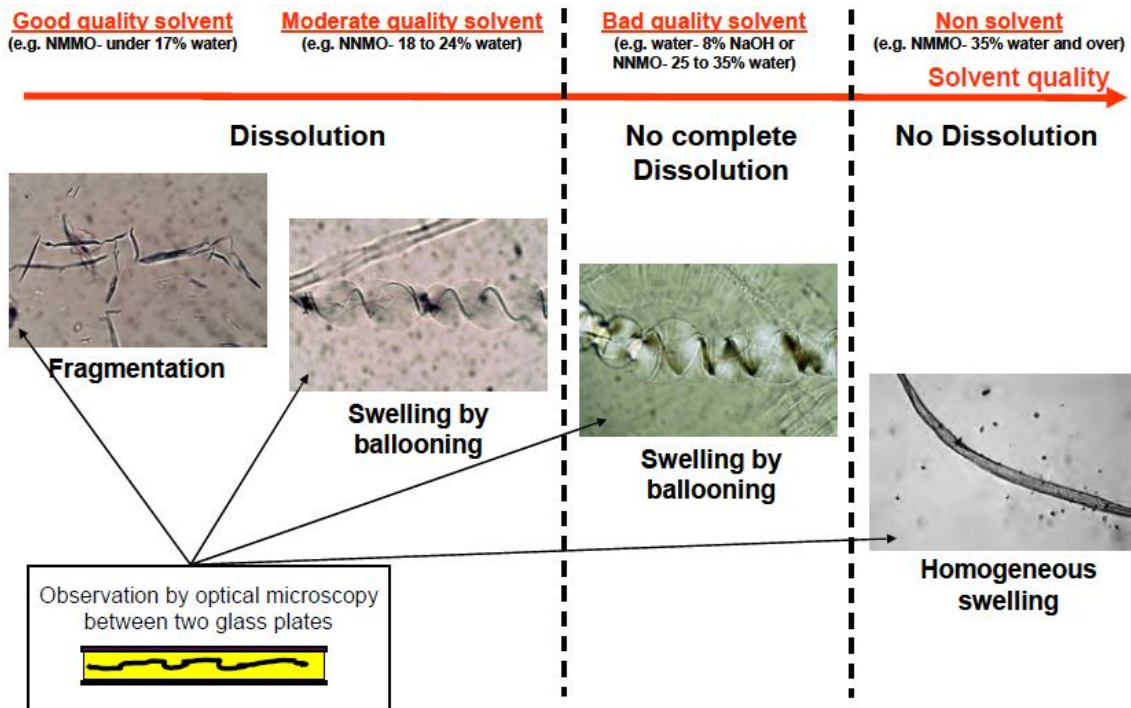 Good quality solvent
(e.g. NMMO- under 17% water)
Moderate quality solvent
(e.g. NNMO- 18 to 24% water)
Bad quality solvent
(e.g. water- 8% NaOH or
NNMO- 25 to 35% water)
Non solvent
(e.g. NMMO- 35% water and over)
Solvent quality
Dissolution
No complete
Dissolution
No Dissolution
Fragmentation
Swelling by
ballooning
Swelling by
ballooning
Homogeneous
swelling
Observation by optical microscopy
between two glass plates